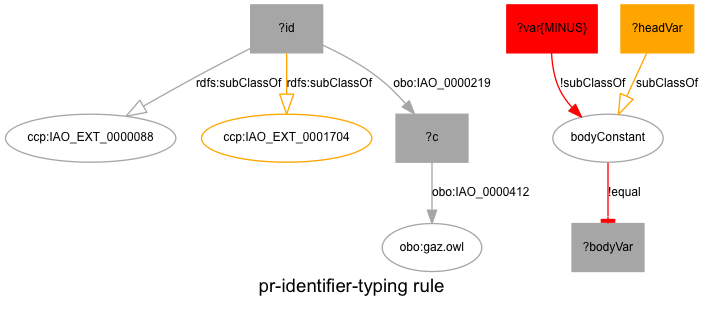 ?id
?var{MINUS}
?headVar
rdfs:subClassOf
rdfs:subClassOf
obo:IAO_0000219
!subClassOf
subClassOf
ccp:IAO_EXT_0000088
ccp:IAO_EXT_0001704
?c
bodyConstant
obo:IAO_0000412
!equal
obo:gaz.owl
?bodyVar
pr-identifier-typing rule